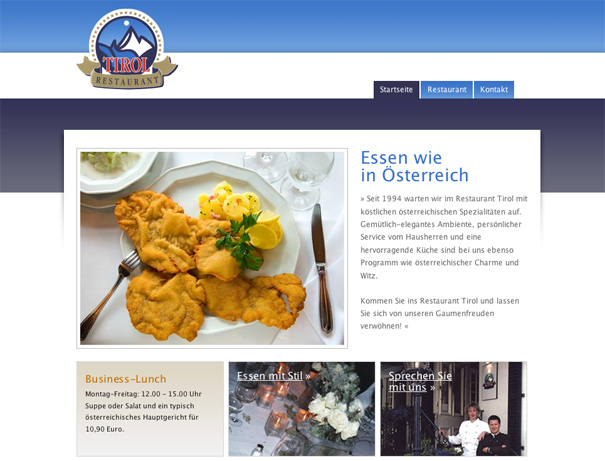 TIROL
RESTAURANT
Startseite
Restaurant
Kontakt
Essen wie
in Österreich
» Seit 1994 warten wir im Restaurant Tirol mit
köstlichen österreichischen Spezialitäten auf.
Gemütlich-elegantes Ambiente, persönlicher
Service vom Hausherren und eine
hervorragende Küche sind bei uns ebenso
Programm wie österreichischer Charme und
Witz.
Kommen Sie ins Restaurant Tirol und lassen
Sie sich von unseren Gaumenfreuden
verwöhnen! «
Business-Lunch
Montag-Freitag: 12.00 - 15.00 Uhr
Suppe oder Salat und ein typisch
österreichisches Hauptgericht für
10,90 Euro.
Essen mit Stil »
Sprechen Sie
mit uns »